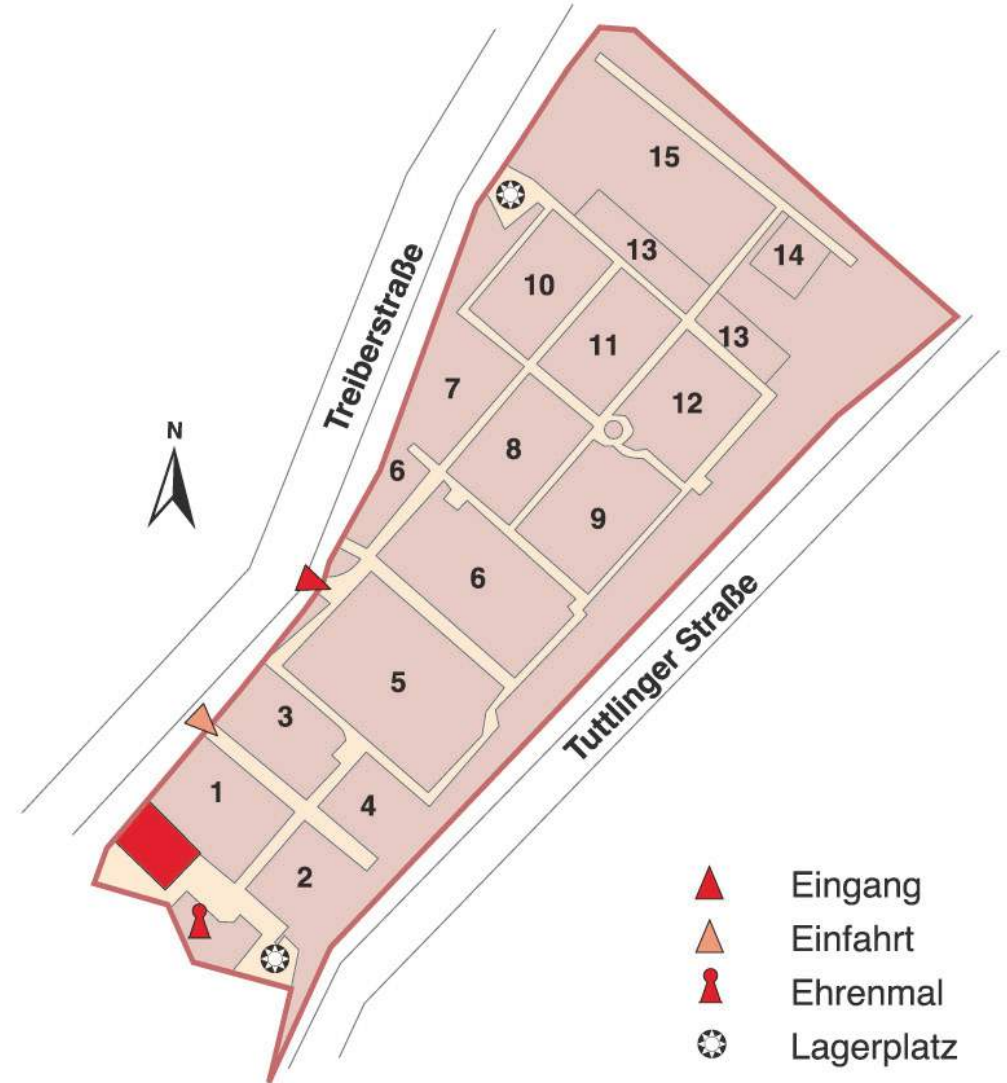 15
13
14
10
13
11
Treiberstraße
7
12
N
8
6
9
6
Tuttlinger Straße
5
3
1
4
2
Eingang
Einfahrt
Ehrenmal
Lagerplatz